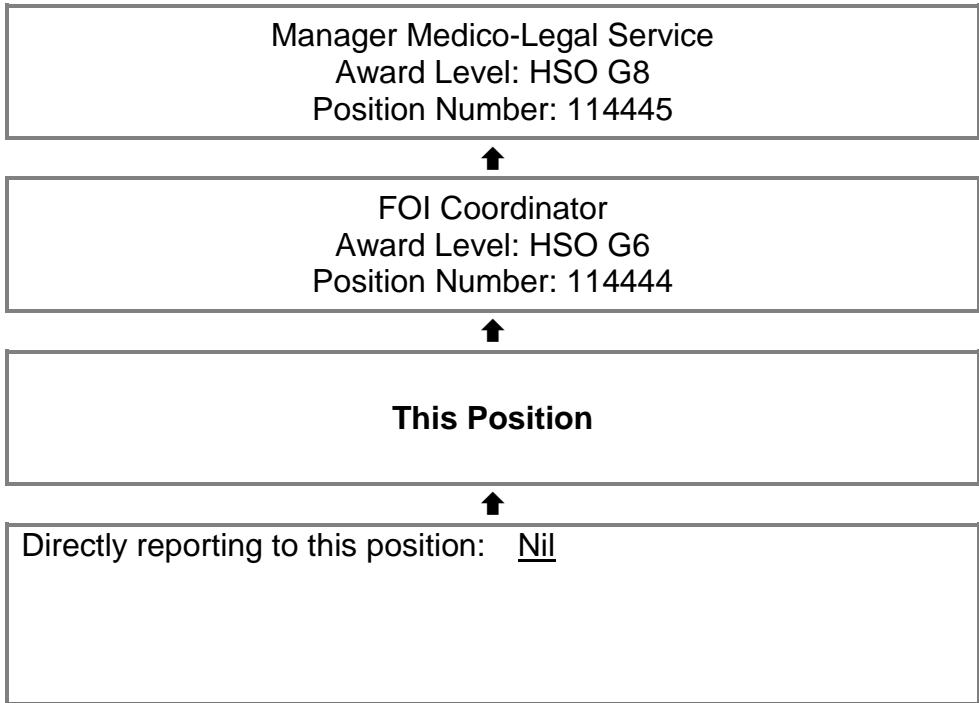 Manager Medico-Legal Service
Award Level: HSO G8
Position Number: 114445
FOI Coordinator
Award Level: HSO G6
Position Number: 114444
This Position
Directly reporting to this position: Nil